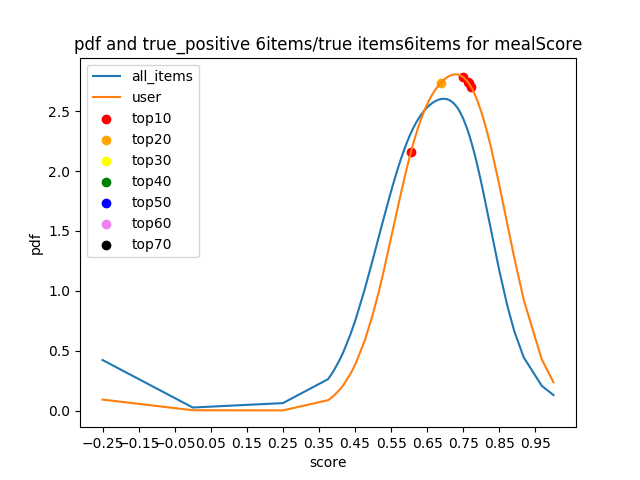 pdf and true_positive 6items/true items6items for mealScore
all_items
user
top10
top20
top30
top40
top50
top60
top70
pdf
2.5
2.0
1.5
1.0
0.5
0.0
−0.25 −0.15 −0.05 0.05 0.15 0.25 0.35 0.45 0.55 0.65 0.75 0.85 0.95
score